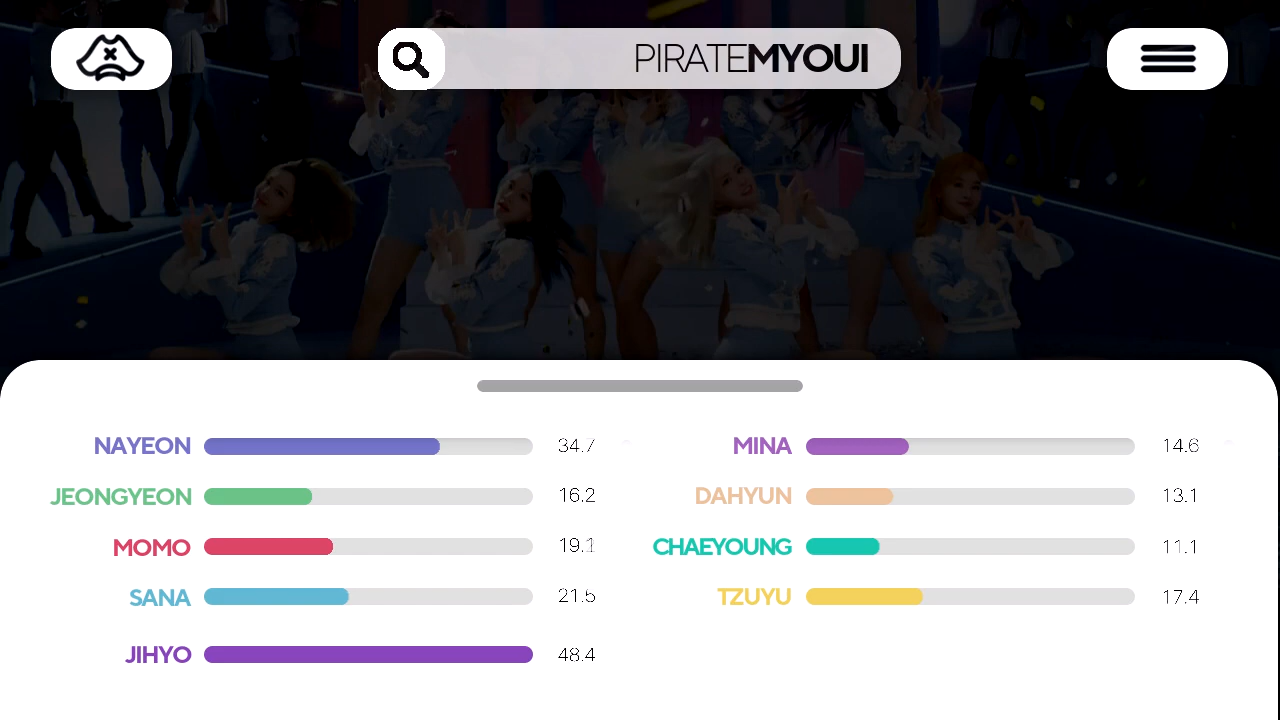 PIRATEMYOUI
NAYEON 34.7
JEONGYEON 16.2
MOMO 19.1
SANA 21.5
JIHYO 48.4
MINA 14.6
DAHYUN 13.1
CHAEYOUNG 11.1
TZUYU 17.4